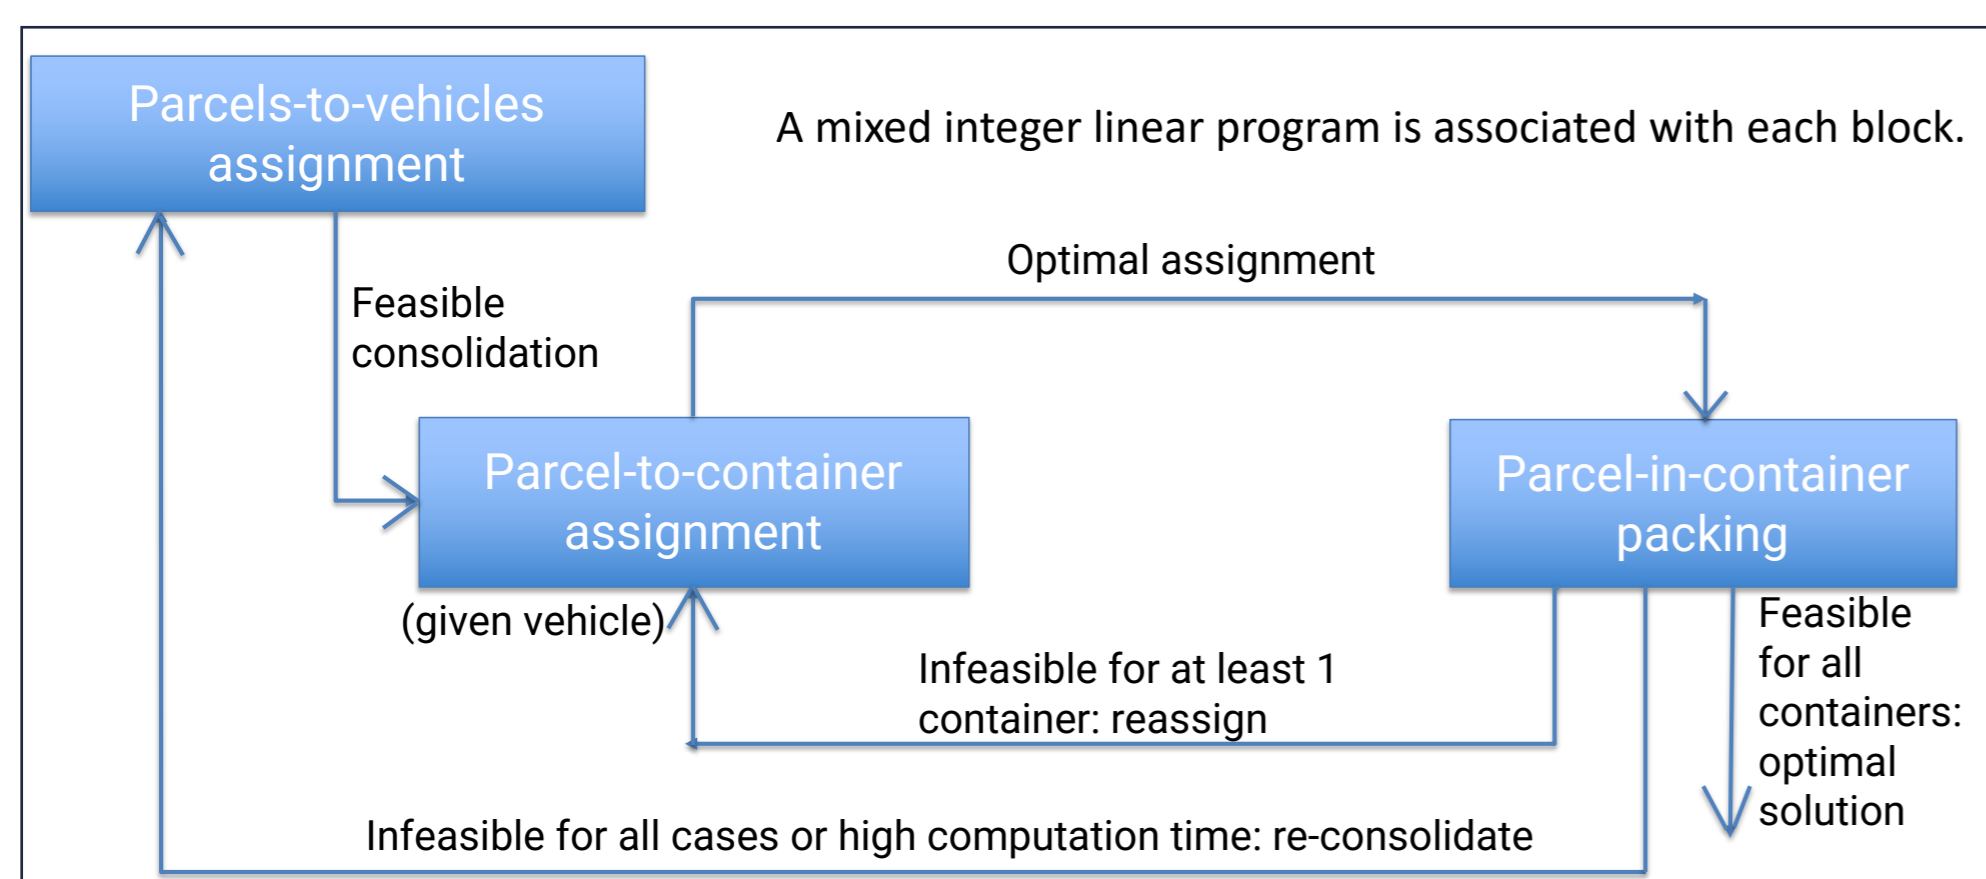 Parcels-to-vehicles
assignment
A mixed integer linear program is associated with each block.
Optimal assignment
Feasible
consolidation
Parcel-to-container
assignment
Parcel-in-container
packing
(given vehicle)
Infeasible for at least 1
container: reassign
Feasible
for all
containers:
optimal
solution
Infeasible for all cases or high computation time: re-consolidate